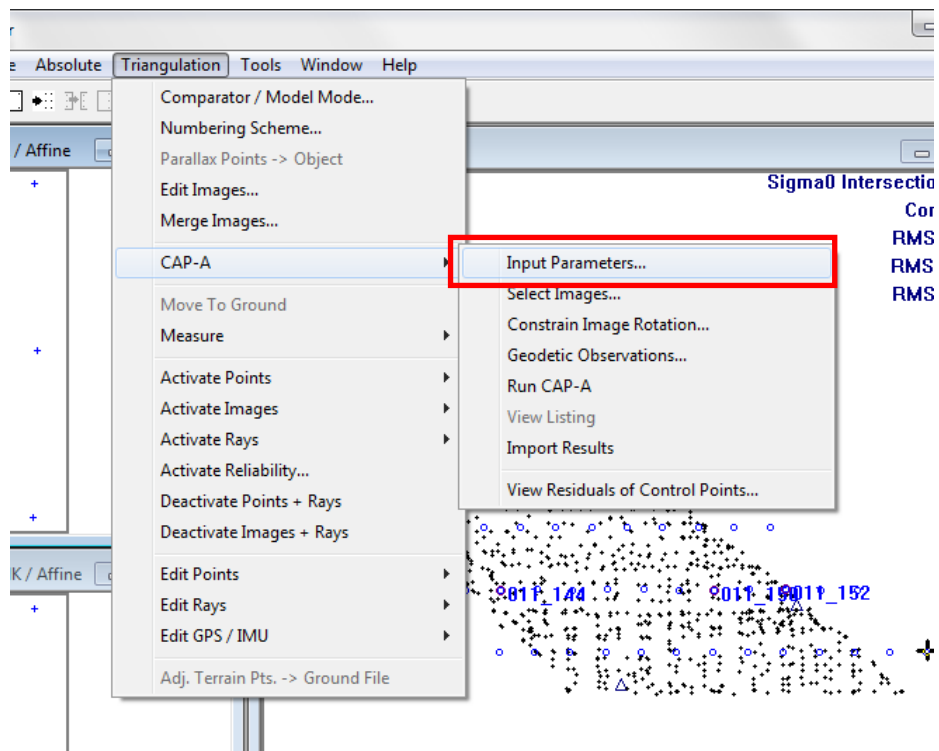 r
e Absolute Triangulation Tools Window Help
/ Affine
Comparator / Model Mode...
Numbering Scheme...
Parallax Points -> Object
Edit Images...
Merge Images...
CAP-A
Move To Ground
Measure
Activate Points
Activate Images
Activate Rays
Activate Reliability...
Deactivate Points + Rays
Deactivate Images + Rays
Edit Points
Edit Rays
Edit GPS / IMU
Adj. Terrain Pts. -> Ground File
Input Parameters...
Select Images...
Constrain Image Rotation...
Geodetic Observations...
Run CAP-A
View Listing
Import Results
View Residuals of Control Points...
Sigma0 Intersectio
Cor
RMS
RMS
RMS
K / Affine
011_144 011_152